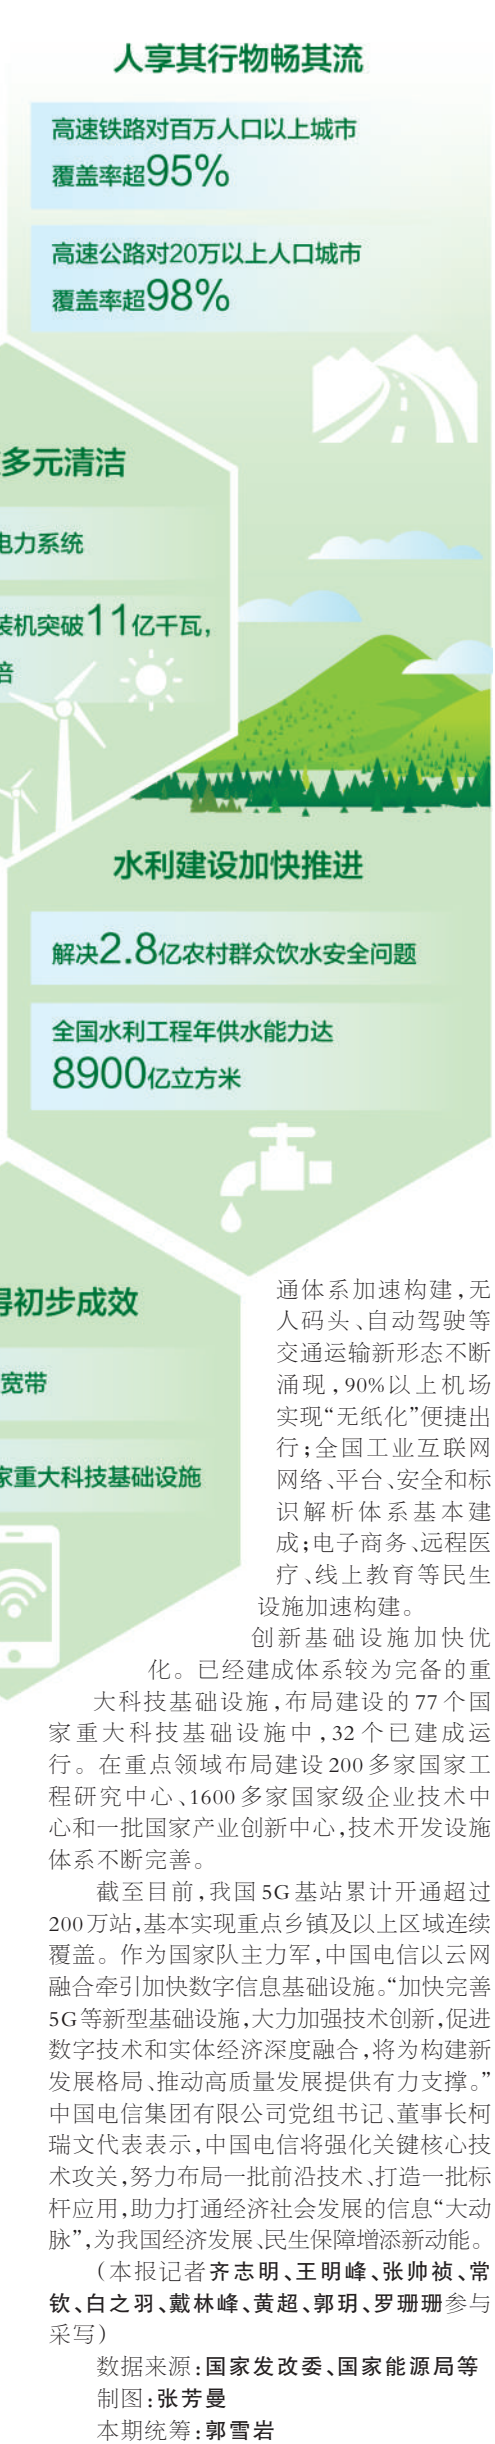 人享其行物畅其流
高速铁路对百万人口以上城市
覆盖率超95%
高速公路对20万以上人口城市
覆盖率超98%
多元清洁
电力系统
装机突破11亿千瓦，
倍
水利建设加快推进
解决2.8亿农村群众饮水安全问题
全国水利工程年供水能力达
8900亿立方米
得初步成效
宽带
家重大科技基础设施
通体系加速构建，无
人码头、自动驾驶等
交通运输新形态不断
涌现，90%以上机场
实现“无纸化”便捷出
行；全国工业互联网
网络、平台、安全和标
识解析体系基本建
成；电子商务、远程医
疗、线上教育等民生
设施加速构建。
创新基础设施加快优
化。已经建成体系较为完备的重
大科技基础设施，布局建设的77个国
家重大科技基础设施中，32个已建成运
行。在重点领域布局建设200多家国家工
程研究中心、1600多家国家级企业技术中
心和一批国家产业创新中心，技术开发设施
体系不断完善。
截至目前，我国5G基站累计开通超过
200万站，基本实现重点乡镇及以上区域连续
覆盖。作为国家队主力军，中国电信以云网
融合牵引加快数字信息基础设施。“加快完善
5G等新型基础设施，大力加强技术创新，促进
数字技术和实体经济深度融合，将为构建新
发展格局、推动高质量发展提供有力支撑。”
中国电信集团有限公司党组书记、董事长柯
瑞文代表表示，中国电信将强化关键核心技
术攻关，努力布局一批前沿技术、打造一批标
杆应用，助力打通经济社会发展的信息“大动
脉”，为我国经济发展、民生保障增添新动能。
（本报记者齐志明、王明峰、张帅祯、常
钦、白之羽、戴林峰、黄超、郭玥、罗珊珊参与
采写）
数据来源：国家发改委、国家能源局等
制图：张芳曼
本期统筹：郭雪岩